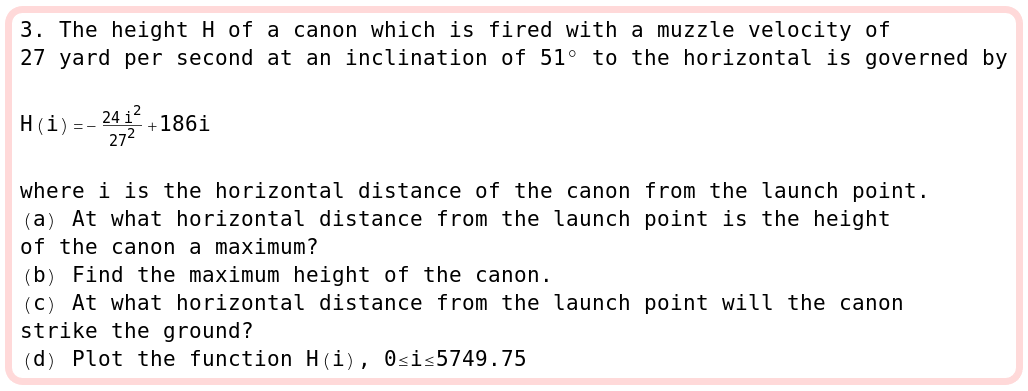 3. The height H of a canon which is fired with a muzzle velocity of
27 yard per second at an inclination of 51° to the horizontal is governed by
H(i)=-\frac{24 i^2}{27^2}+186i
where i is the horizontal distance of the canon from the launch point.
(a) At what horizontal distance from the launch point is the height
of the canon a maximum?
(b) Find the maximum height of the canon.
(c) At what horizontal distance from the launch point will the canon
strike the ground?
(d) Plot the function H(i), 0≤i≤5749.75